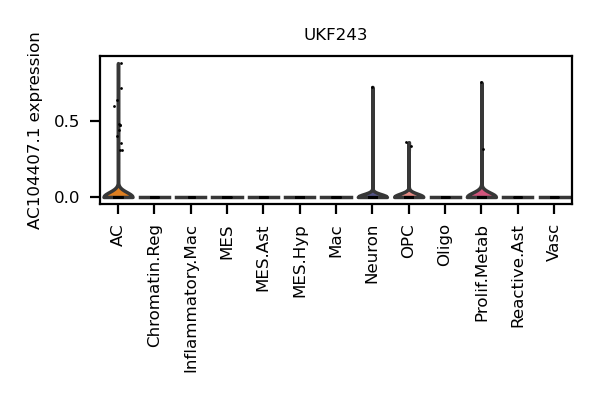 UKF243
AC104407.1 expression
0.5
0.0
AC
Chromatin.Reg
Inflammatory.Mac
MES
MES.Ast
MES.Hyp
Mac
Neuron
OPC
Oligo
Prolif.Metab
Reactive.Ast
Vasc